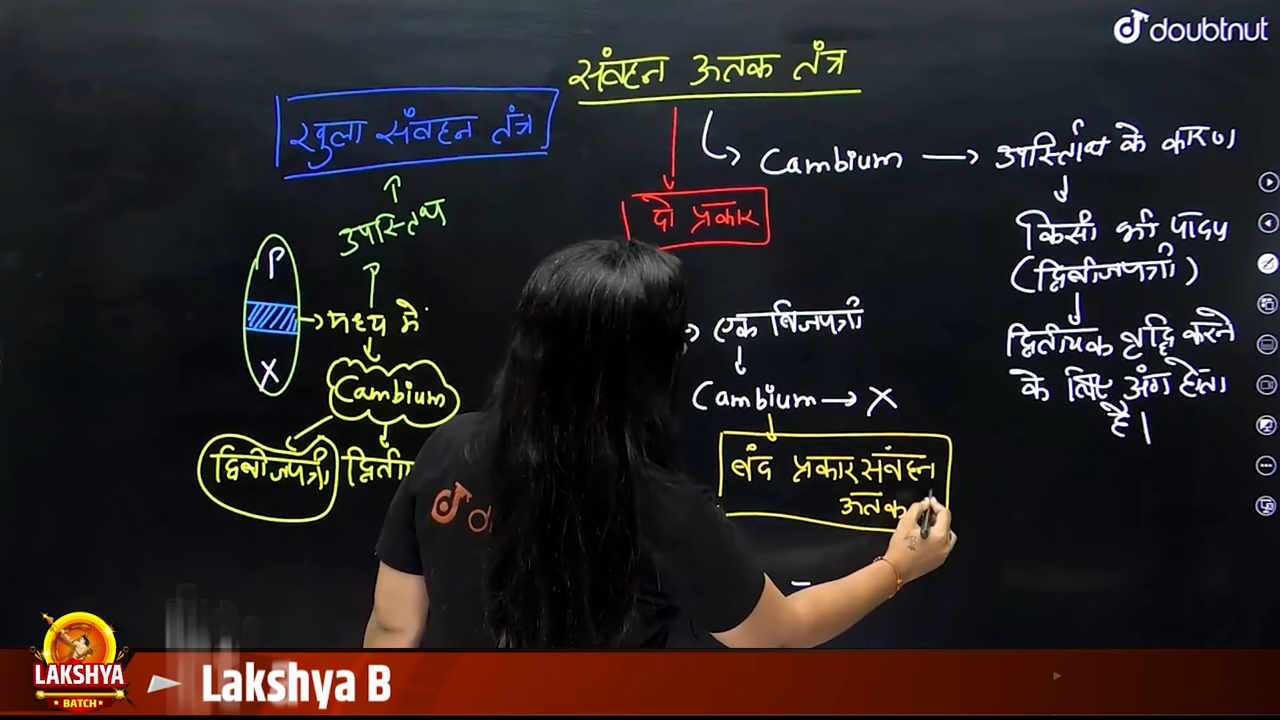 doubtnut
संवहन ऊतक तंत्र
खुला संवहन तंत्र
Cambium → उपस्तिथ के कारण
उपस्तिथ
दो प्रकार
किसी भी पादप
(द्विबीजपत्री)
P
→ मध्य में
→ एक बिजपत्री
द्वितीयक वृद्धि करने
X
Cambium
Cambium → X
के लिए अंग होता
है।
द्विबीजपत्री
बंद प्रकार संवहन
ऊतक
LAKSHYA
BATCH
Lakshya B